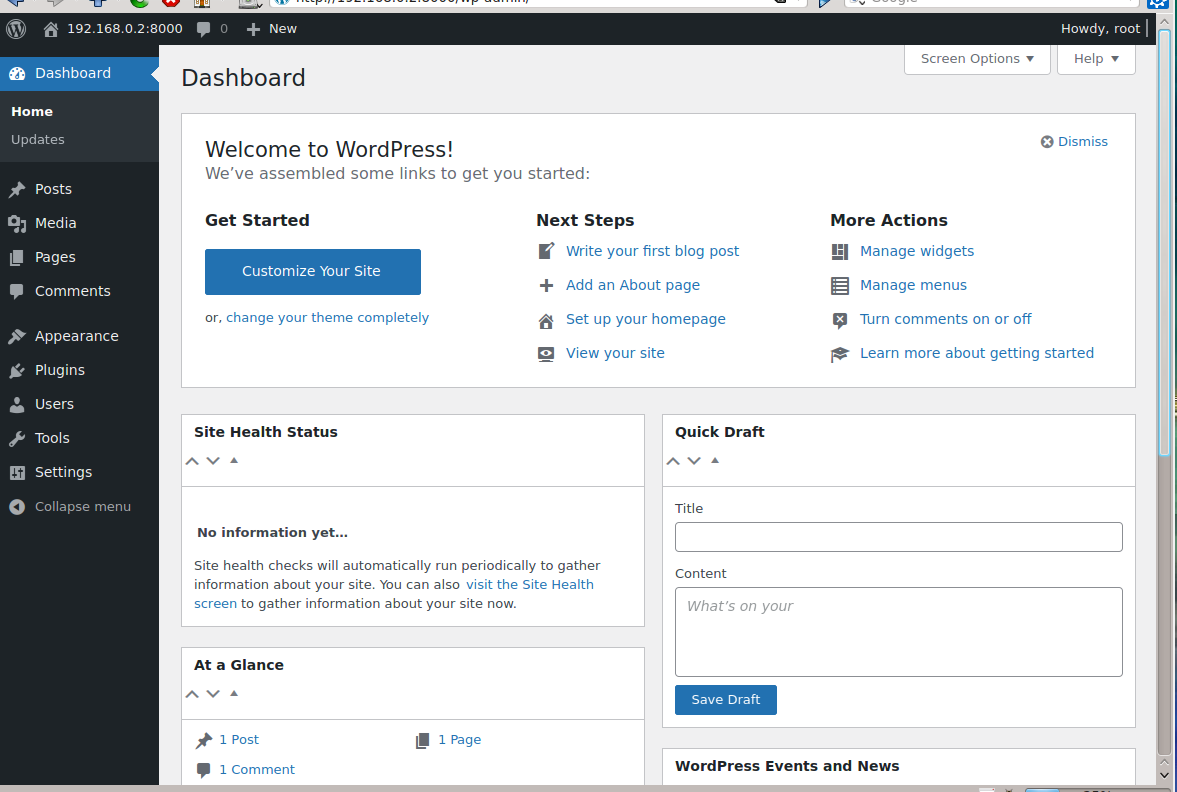 192.168.0.2:8000 0 New Howdy, root
Dashboard
Home
Updates
Posts
Media
Pages
Comments
Appearance
Plugins
Users
Tools
Settings
Collapse menu
Screen Options ▼
Help ▼
Dashboard
Welcome to WordPress!
We’ve assembled some links to get you started:
Dismiss
Get Started
Customize Your Site
or, change your theme completely
Next Steps
Write your first blog post
Add an About page
Set up your homepage
View your site
More Actions
Manage widgets
Manage menus
Turn comments on or off
Learn more about getting started
Site Health Status
No information yet…
Site health checks will automatically run periodically to gather
information about your site. You can also visit the Site Health
screen to gather information about your site now.
At a Glance
1 Post
1 Page
1 Comment
Quick Draft
Title
Content
What’s on your
Save Draft
WordPress Events and News